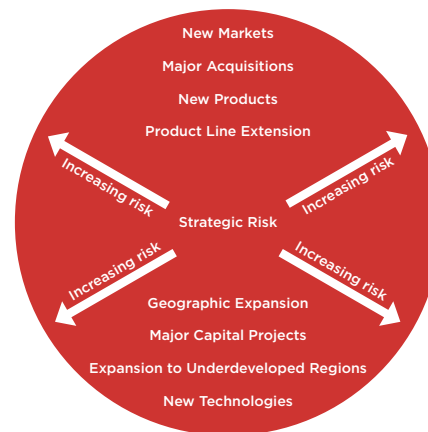 New Markets
Major Acquisitions
New Products
Product Line Extension
Increasing risk
Increasing risk
Strategic Risk
Increasing risk
Increasing risk
Geographic Expansion
Major Capital Projects
Expansion to Underdeveloped Regions
New Technologies